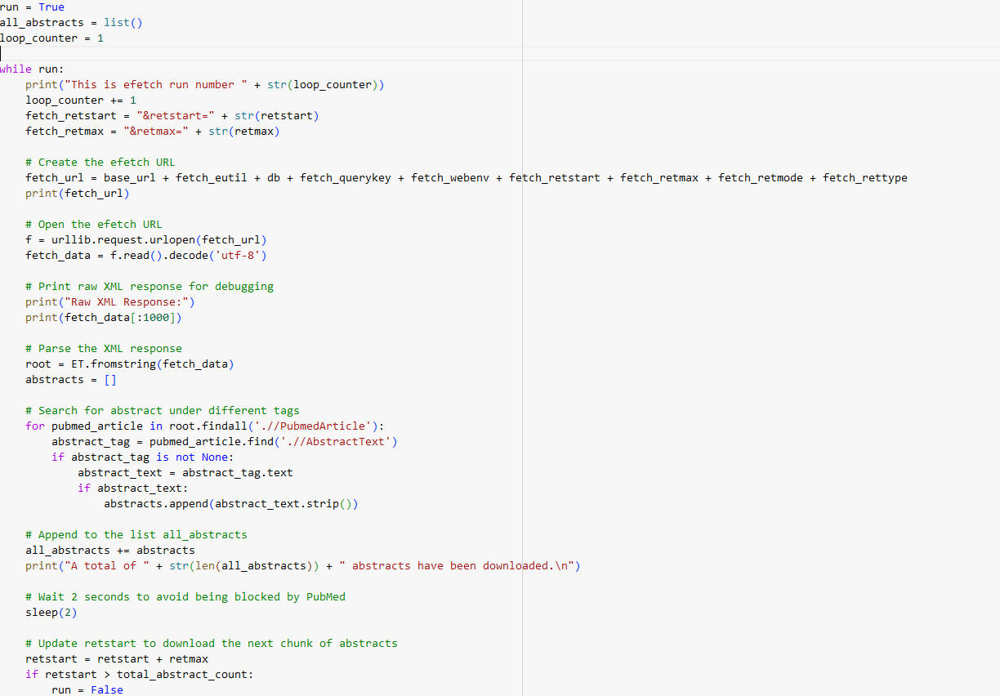 run = True
all_abstracts = list()
loop_counter = 1
while run:
    print("This is efetch run number " + str(loop_counter))
    loop_counter += 1
    fetch_retstart = "&retstart=" + str(retstart)
    fetch_retmax = "&retmax=" + str(retmax)

    # Create the efetch URL
    fetch_url = base_url + fetch_eutil + db + fetch_querykey + fetch_webenv + fetch_retstart + fetch_retmax + fetch_retmode + fetch_rettype
    print(fetch_url)

    # Open the efetch URL
    f = urllib.request.urlopen(fetch_url)
    fetch_data = f.read().decode('utf-8')

    # Print raw XML response for debugging
    print("Raw XML Response:")
    print(fetch_data[:1000])

    # Parse the XML response
    root = ET.fromstring(fetch_data)
    abstracts = []

    # Search for abstract under different tags
    for pubmed_article in root.findall('.//PubmedArticle'):
        abstract_tag = pubmed_article.find('.//AbstractText')
        if abstract_tag is not None:
            abstract_text = abstract_tag.text
            if abstract_text:
                abstracts.append(abstract_text.strip())

    # Append to the list all_abstracts
    all_abstracts += abstracts
    print("A total of " + str(len(all_abstracts)) + " abstracts have been downloaded.\n")

    # Wait 2 seconds to avoid being blocked by PubMed
    sleep(2)

    # Update retstart to download the next chunk of abstracts
    retstart = retstart + retmax
    if retstart > total_abstract_count:
        run = False